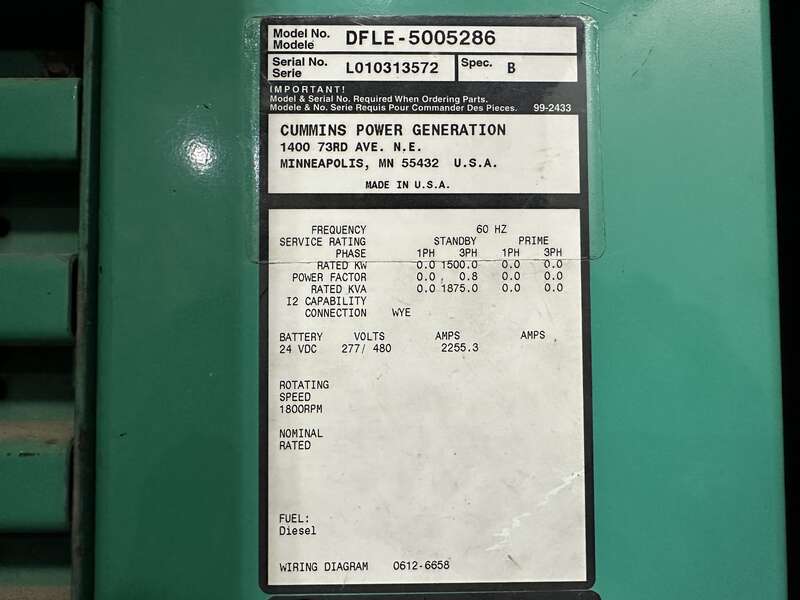 Model No. DFLE-5005286
Modele
Serial No. L010313572 Spec. B
Serie
IMPORTANT!
Model & Serial No. Required When Ordering Parts.
Modele & No. Serie Requis Pour Commander Des Pieces. 99-2433
CUMMINS POWER GENERATION
1400 73RD AVE. N.E.
MINNEAPOLIS, MN 55432 U.S.A.
MADE IN U.S.A.
FREQUENCY 60 HZ
SERVICE RATING STANDBY PRIME
PHASE 1PH 3PH 1PH 3PH
RATED KW 0.0 1500.0 0.0 0.0
POWER FACTOR 0.0 0.8 0.0 0.0
RATED KVA 0.0 1875.0 0.0 0.0
I2 CAPABILITY
CONNECTION WYE
BATTERY VOLTS AMPS AMPS
24 VDC 277/ 480 2255.3
ROTATING
SPEED
1800RPM
NOMINAL
RATED
FUEL:
Diesel
WIRING DIAGRAM 0612-6658